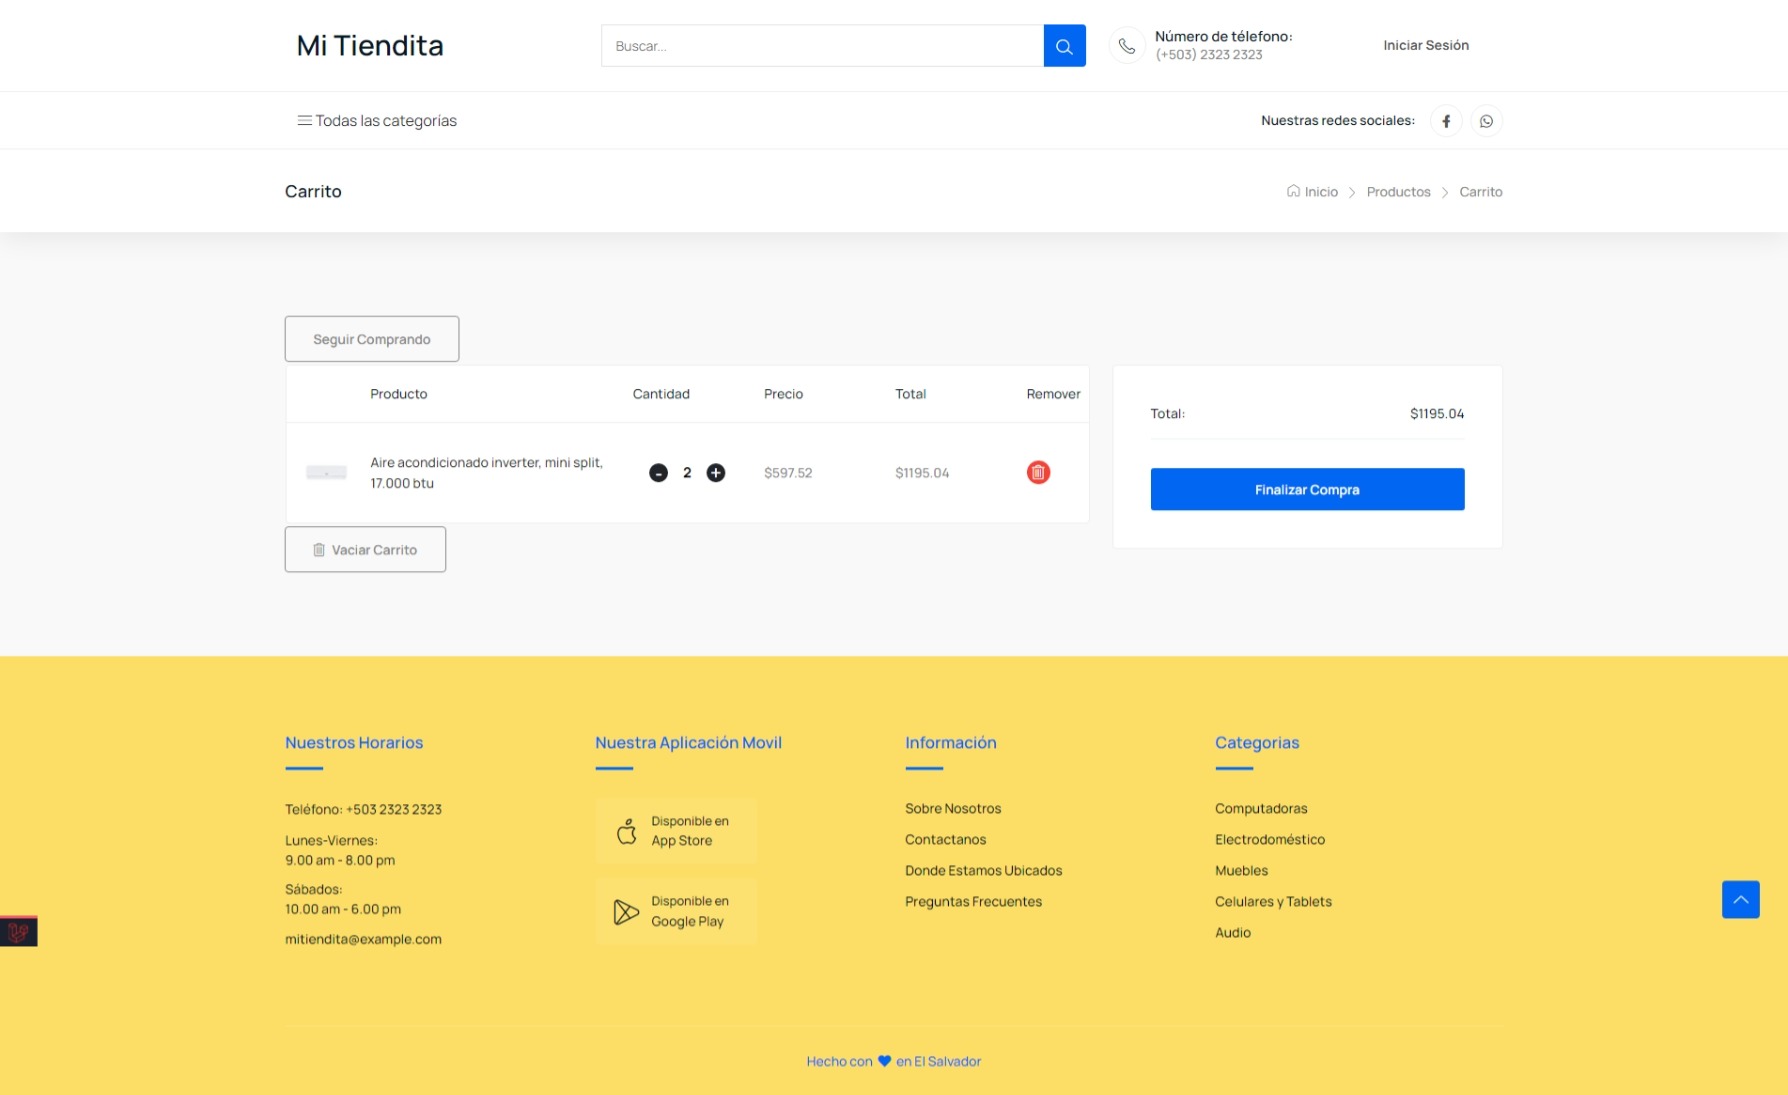 Mi Tiendita
Buscar...
Número de télefono:
(+503) 2323 2323
Iniciar Sesión
Todas las categorías
Nuestras redes sociales:
Carrito
Inicio
Productos
Carrito
Seguir Comprando
Producto
Cantidad
Precio
Total
Remover
Aire acondicionado inverter, mini split,
17.000 btu
-
2
+
$597.52
$1195.04
Vaciar Carrito
Total:
$1195.04
Finalizar Compra
Nuestros Horarios
Teléfono: +503 2323 2323
Lunes-Viernes:
9.00 am - 8.00 pm
Sábados:
10.00 am - 6.00 pm
mitiendita@example.com
Nuestra Aplicación Movil
Disponible en
App Store
Disponible en
Google Play
Información
Sobre Nosotros
Contactanos
Donde Estamos Ubicados
Preguntas Frecuentes
Categorias
Computadoras
Electrodoméstico
Muebles
Celulares y Tablets
Audio
Hecho con en El Salvador